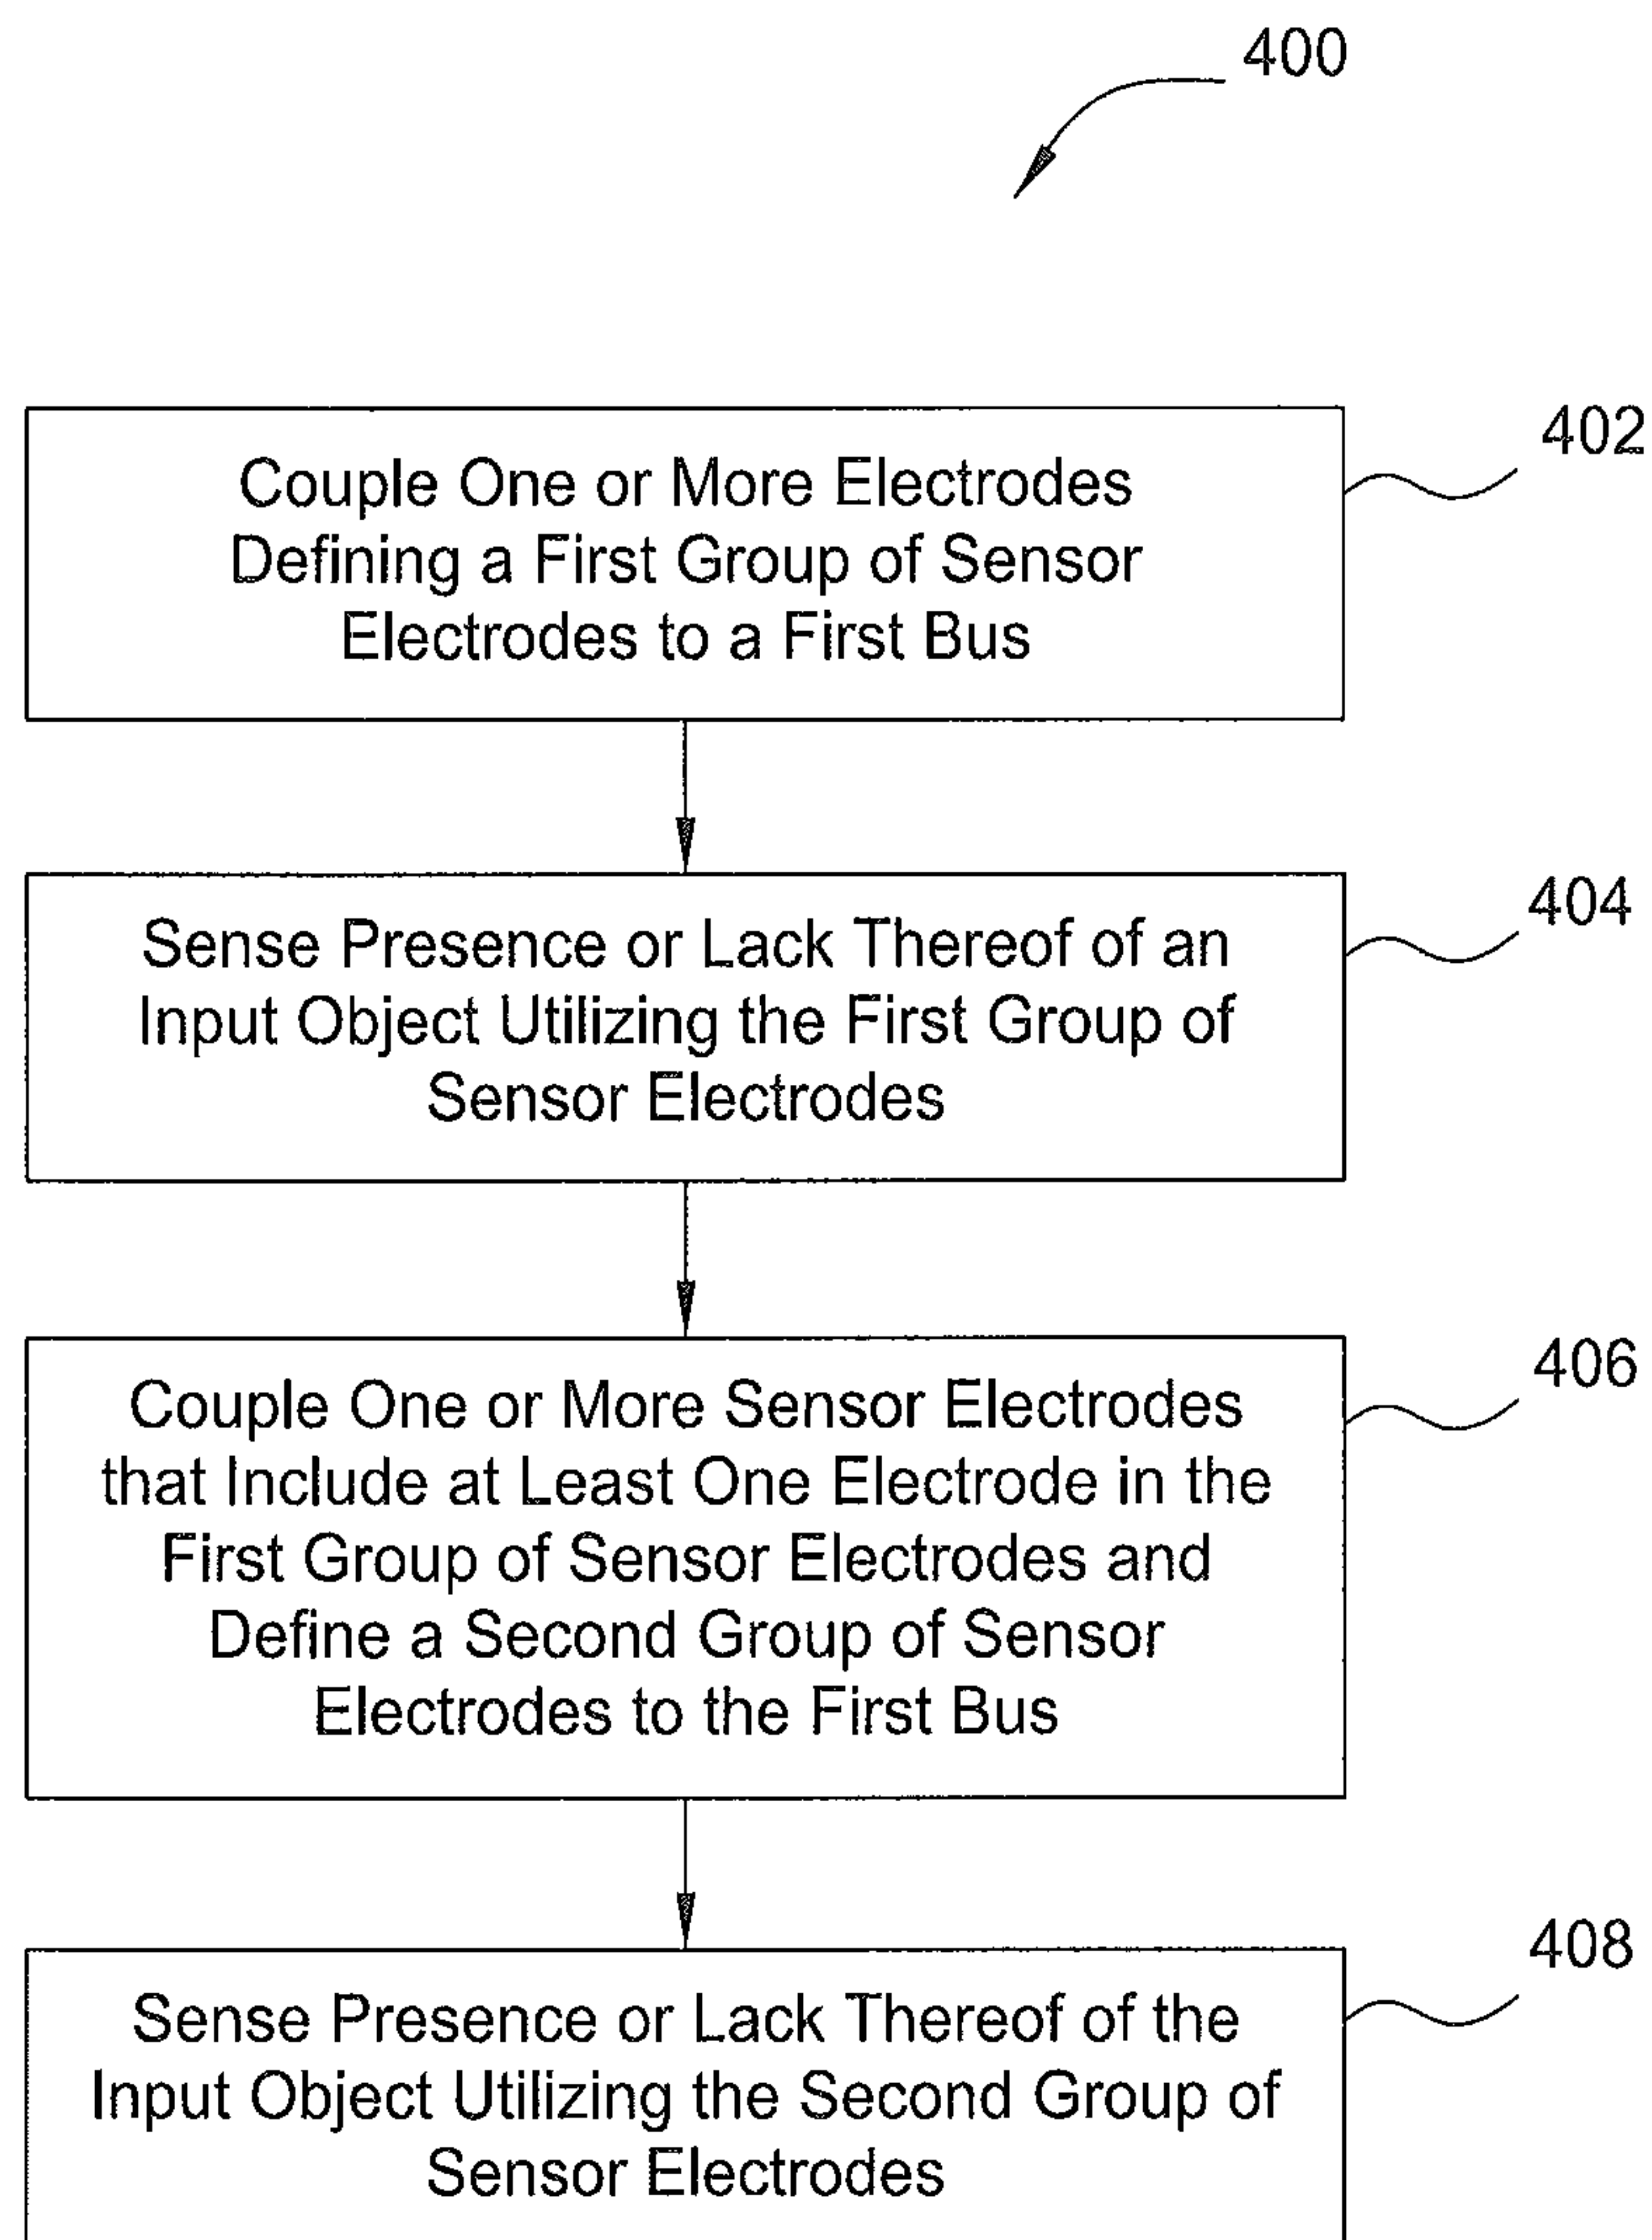 400
402
Couple One or More Electrodes
Defining a First Group of Sensor
Electrodes to a First Bus
404
Sense Presence or Lack Thereof of an
Input Object Utilizing the First Group of
Sensor Electrodes
406
Couple One or More Sensor Electrodes
that Include at Least One Electrode in the
First Group of Sensor Electrodes and
Define a Second Group of Sensor
Electrodes to the First Bus
408
Sense Presence or Lack Thereof of the
Input Object Utilizing the Second Group of
Sensor Electrodes